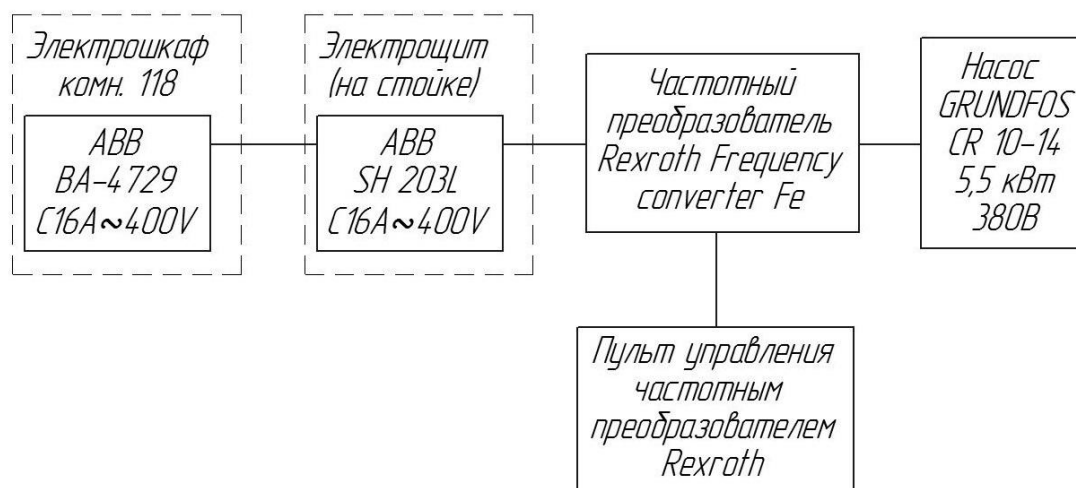 Электрошкаф
комн. 118
ABB
ВА-4729
C16A~400V
Электрощит
(на стойке)
ABB
SH 203L
C16A~400V
Частотный
преобразователь
Rexroth Frequency
converter Fe
Насос
GRUNDFOS
CR 10-14
5,5 кВт
380В
Пульт управления
частотным
преобразователем
Rexroth